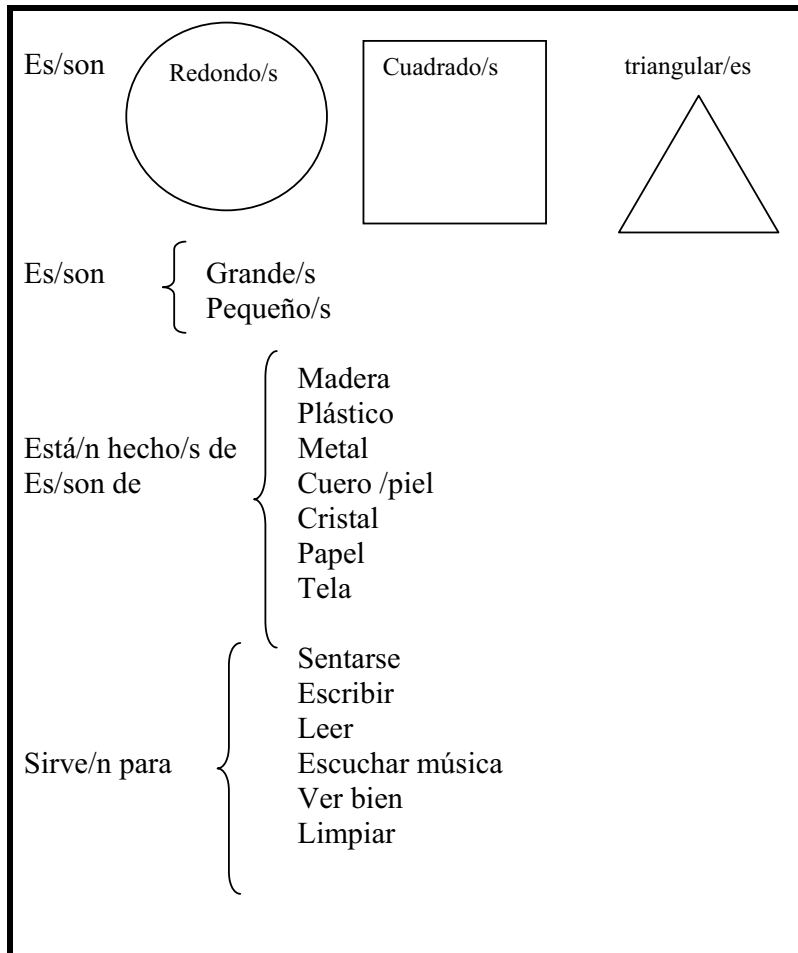 Es/son
Redondo/s
Cuadrado/s
triangular/es
Es/son
Grande/s
Pequeño/s
Está/n hecho/s de
Es/son de
Madera
Plástico
Metal
Cuero /piel
Cristal
Papel
Tela
Sirve/n para
Sentarse
Escribir
Leer
Escuchar música
Ver bien
Limpiar